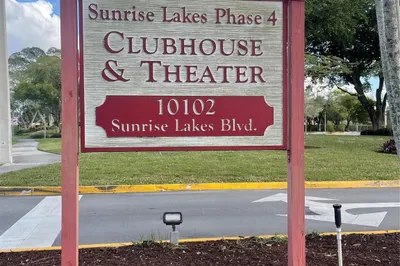 Sunrise Lakes Phase 4
Clubhouse
& Theater
10102
Sunrise Lakes Blvd.